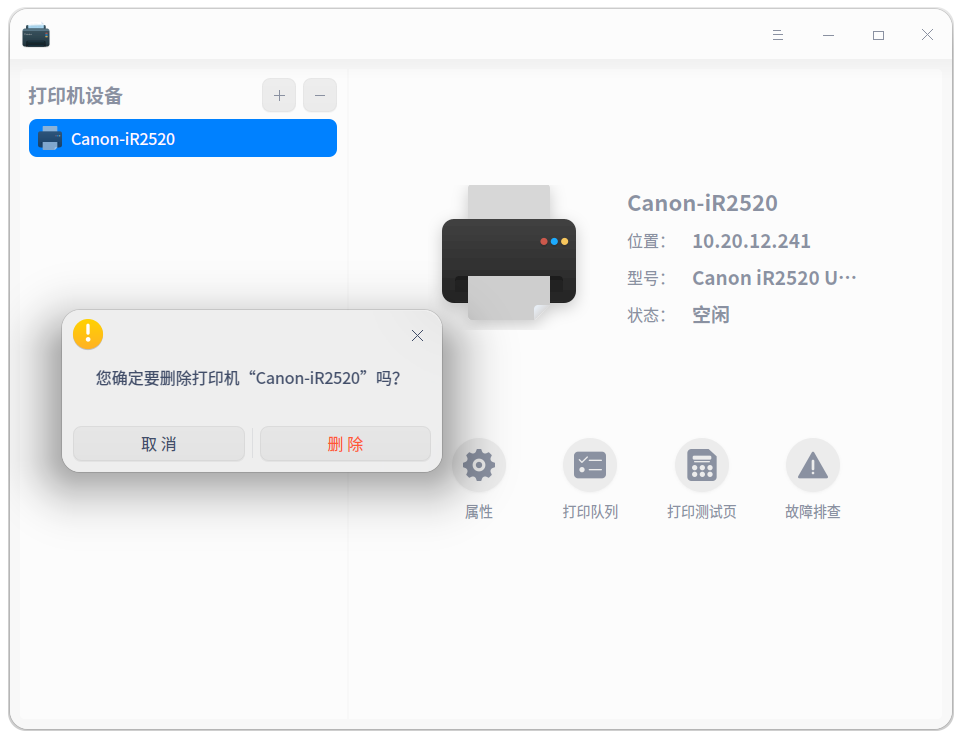 打印机设备
Canon-iR2520
Canon-iR2520
位置： 10.20.12.241
型号： Canon iR2520 U···
状态： 空闲
您确定要删除打印机“Canon-iR2520”吗？
取 消
删 除
属性
打印队列
打印测试页
故障排查